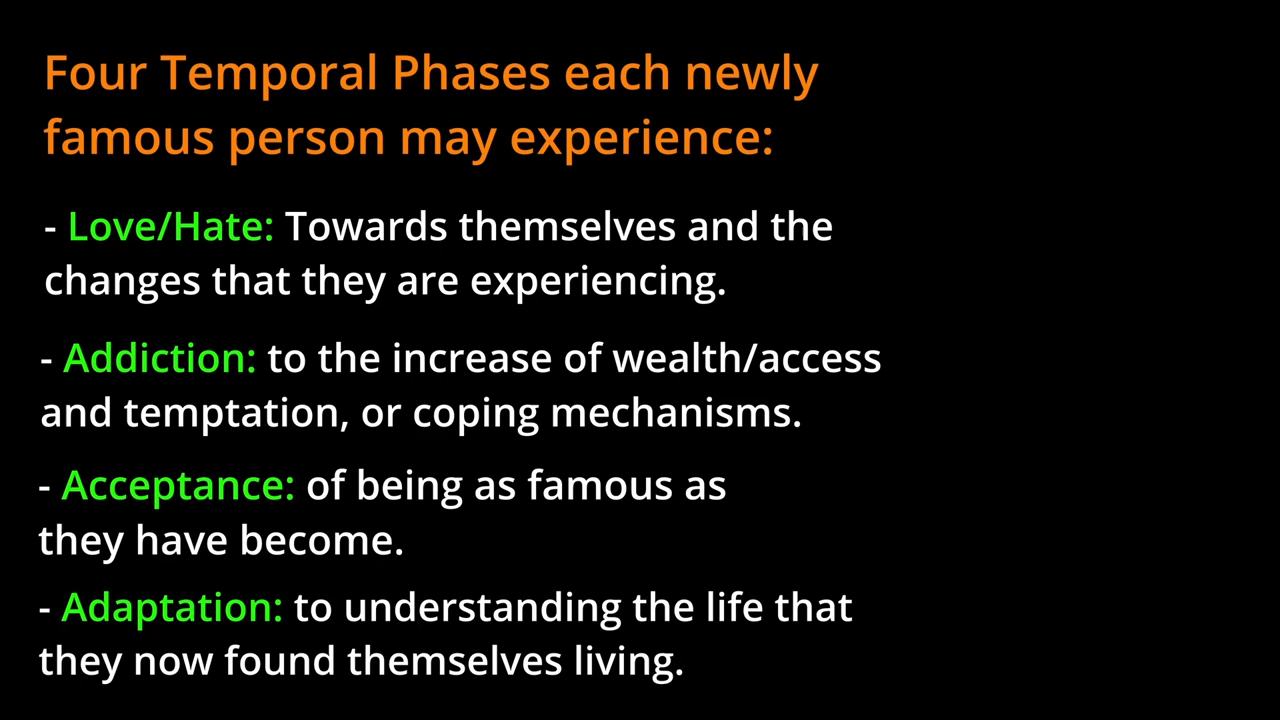 Four Temporal Phases each newly
famous person may experience:
- Love/Hate: Towards themselves and the
changes that they are experiencing.
- Addiction: to the increase of wealth/access
and temptation, or coping mechanisms.
- Acceptance: of being as famous as
they have become.
- Adaptation: to understanding the life that
they now found themselves living.